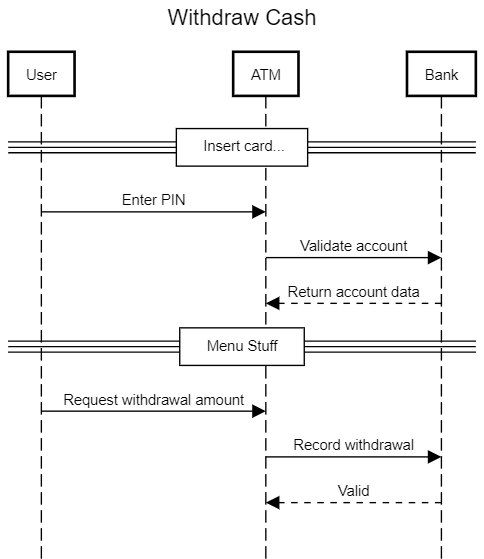 Withdraw Cash
User
ATM
Bank
Insert card...
Enter PIN
Validate account
Return account data
Menu Stuff
Request withdrawal amount
Record withdrawal
Valid